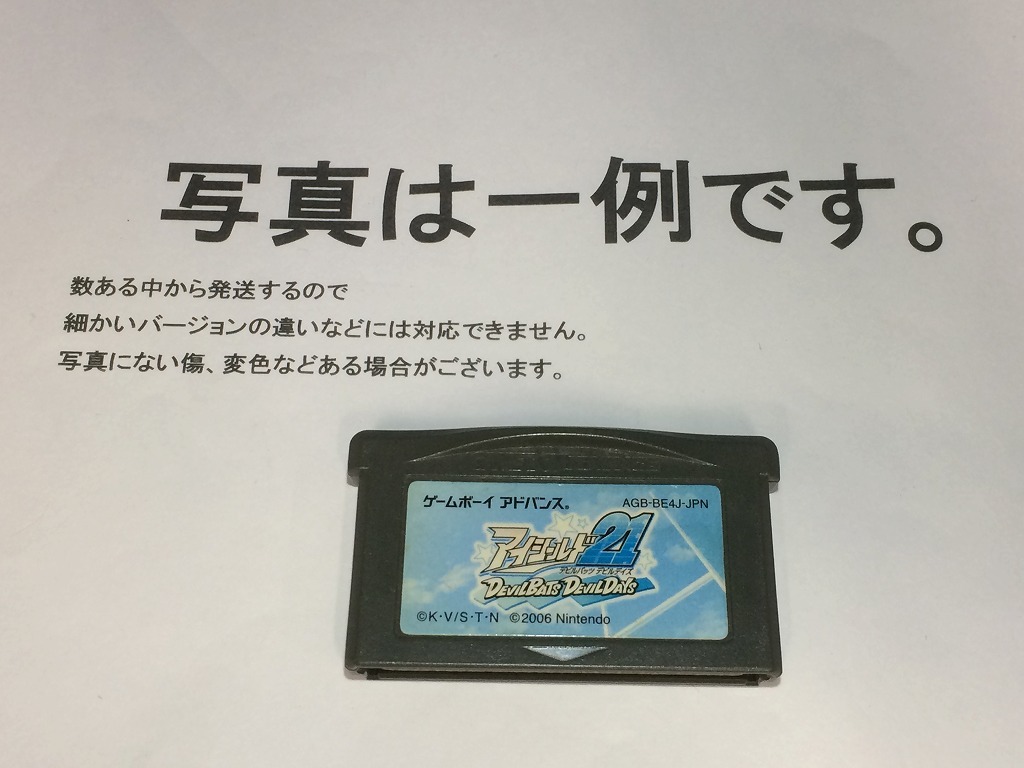 写真は一例です。
数ある中から発送するので
細かいバージョンの違いなどには対応できません。
写真にない傷、変色などある場合がございます。
ゲームボーイ アドバンス® AGB-BE4J-JPN
アイシールド21
デビルバッツ デビルデイズ
DEVILBATS DEVILDAYS
©K·V/S·T·N ©2006 Nintendo